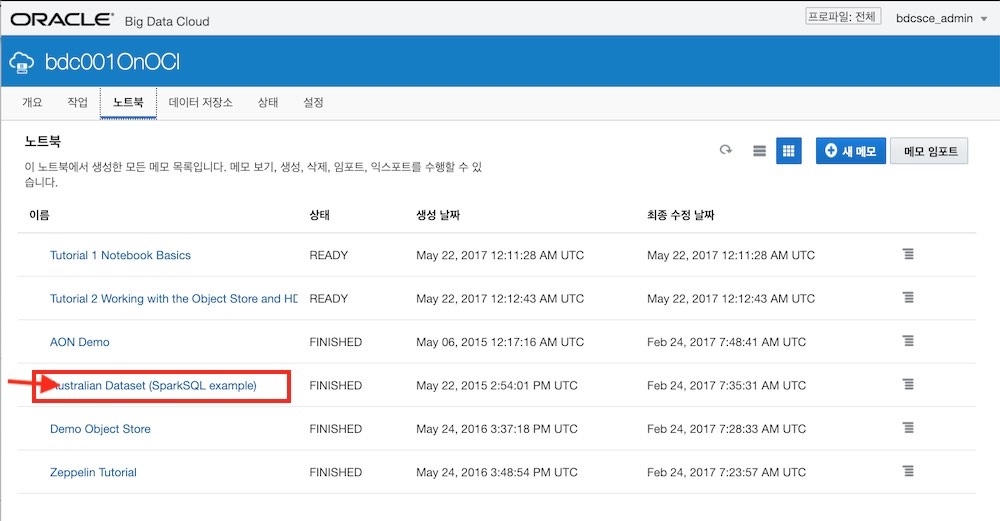 ORACLE® Big Data Cloud
프로파일: 전체
bdcsce_admin
bdc001OnOCI
개요 작업 노트북 데이터 저장소 상태 설정
노트북
이 노트북에서 생성한 모든 메모 목록입니다. 메모 보기, 생성, 삭제, 임포트, 익스포트를 수행할 수 있
습니다.
새 메모
메모 임포트
이름 상태 생성 날짜 최종 수정 날짜
Tutorial 1 Notebook Basics READY May 22, 2017 12:11:28 AM UTC May 22, 2017 12:11:28 AM UTC
Tutorial 2 Working with the Object Store and HD READY May 22, 2017 12:12:43 AM UTC May 22, 2017 12:12:43 AM UTC
AON Demo FINISHED May 06, 2015 12:17:16 AM UTC Feb 24, 2017 7:48:41 AM UTC
Australian Dataset (SparkSQL example) FINISHED May 22, 2015 2:54:01 PM UTC Feb 24, 2017 7:35:31 AM UTC
Demo Object Store FINISHED May 24, 2016 3:37:18 PM UTC Feb 24, 2017 7:28:33 AM UTC
Zeppelin Tutorial FINISHED May 24, 2016 3:48:54 PM UTC Feb 24, 2017 7:23:57 AM UTC